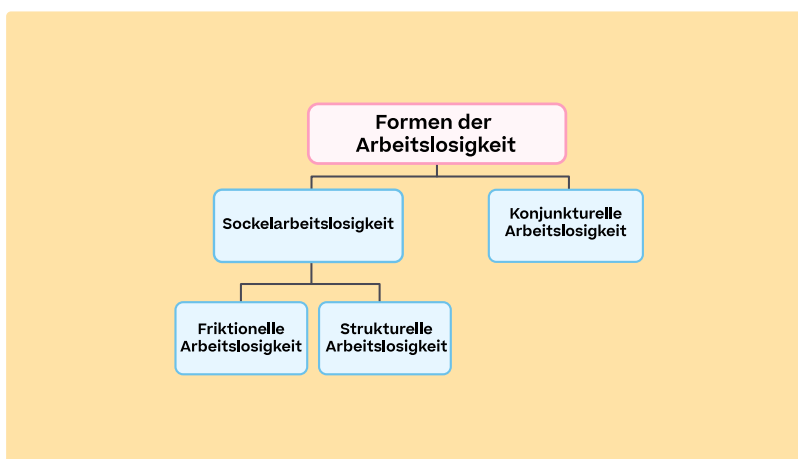 Formen der
Arbeitslosigkeit
Sockelarbeitslosigkeit
Konjunkturelle
Arbeitslosigkeit
Friktionelle
Arbeitslosigkeit
Strukturelle
Arbeitslosigkeit